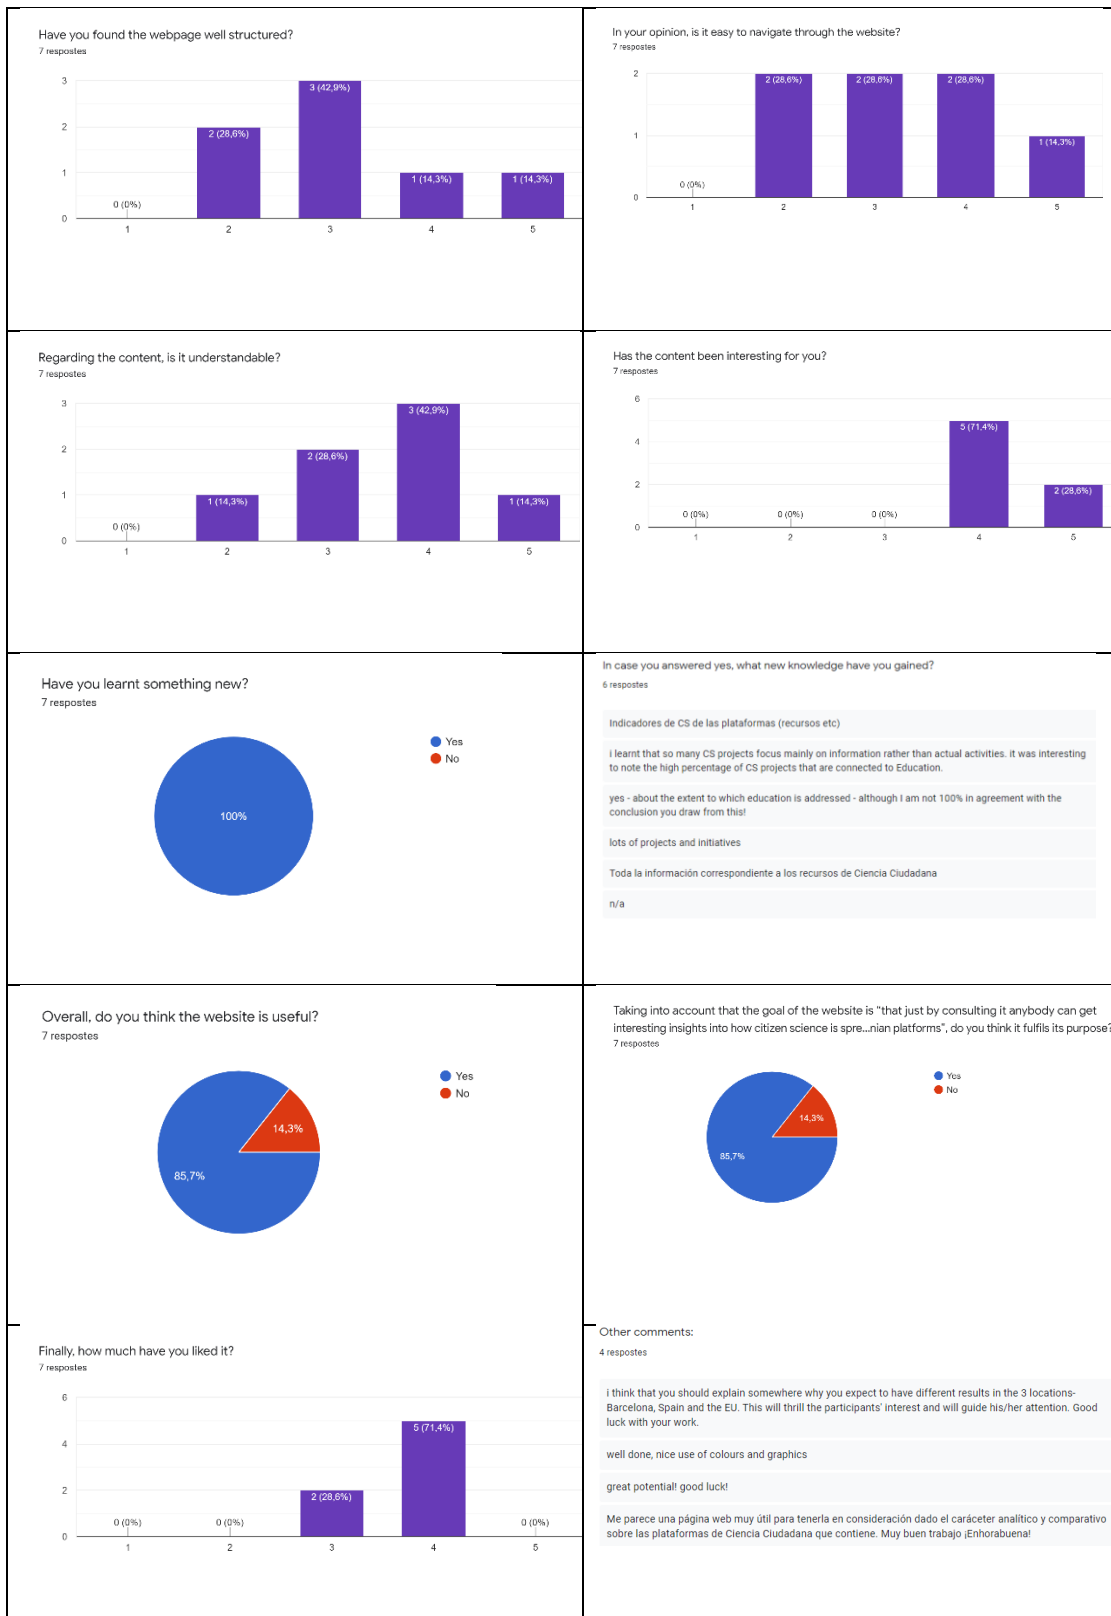 Have you found the webpage well structured?
7 respostes
3
2
1
0
0 (0%)
2 (28,6%)
3 (42,9%)
1 (14,3%)
1 (14,3%)
1
2
3
4
5
In your opinion, is it easy to navigate through the website?
7 respostes
2
1
0
0 (0%)
2 (28,6%)
2 (28,6%)
2 (28,6%)
1 (14,3%)
1
2
3
4
5
Regarding the content, is it understandable?
7 respostes
3
2
1
0
0 (0%)
1 (14,3%)
2 (28,6%)
3 (42,9%)
1 (14,3%)
1
2
3
4
5
Has the content been interesting for you?
7 respostes
6
4
2
0
0 (0%)
0 (0%)
0 (0%)
5 (71,4%)
2 (28,6%)
1
2
3
4
5
Have you learnt something new?
7 respostes
Yes
No
100%
In case you answered yes, what new knowledge have you gained?
6 respostes
Indicadores de CS de las plataformas (recursos etc)
i learnt that so many CS projects focus mainly on information rather than actual activities. it was interesting
to note the high percentage of CS projects that are connected to Education.
yes - about the extent to which education is addressed - although I am not 100% in agreement with the
conclusion you draw from this!
lots of projects and initiatives
Toda la información correspondiente a los recursos de Ciencia Ciudadana
n/a
Overall, do you think the website is useful?
7 respostes
Yes
No
14,3%
85,7%
Taking into account that the goal of the website is "that just by consulting it anybody can get
interesting insights into how citizen science is spre...nian platforms", do you think it fulfils its purpose?
7 respostes
Yes
No
14,3%
85,7%
Finally, how much have you liked it?
7 respostes
6
4
2
0
0 (0%)
0 (0%)
2 (28,6%)
5 (71,4%)
0 (0%)
1
2
3
4
5
Other comments:
4 respostes
i think that you should explain somewhere why you expect to have different results in the 3 locations-
Barcelona, Spain and the EU. This will thrill the participants' interest and will guide his/her attention. Good
luck with your work.
well done, nice use of colours and graphics
great potential! good luck!
Me parece una página web muy útil para tenerla en consideración dado el caráceter analítico y comparativo
sobre las plataformas de Ciencia Ciudadana que contiene. Muy buen trabajo ¡Enhorabuena!